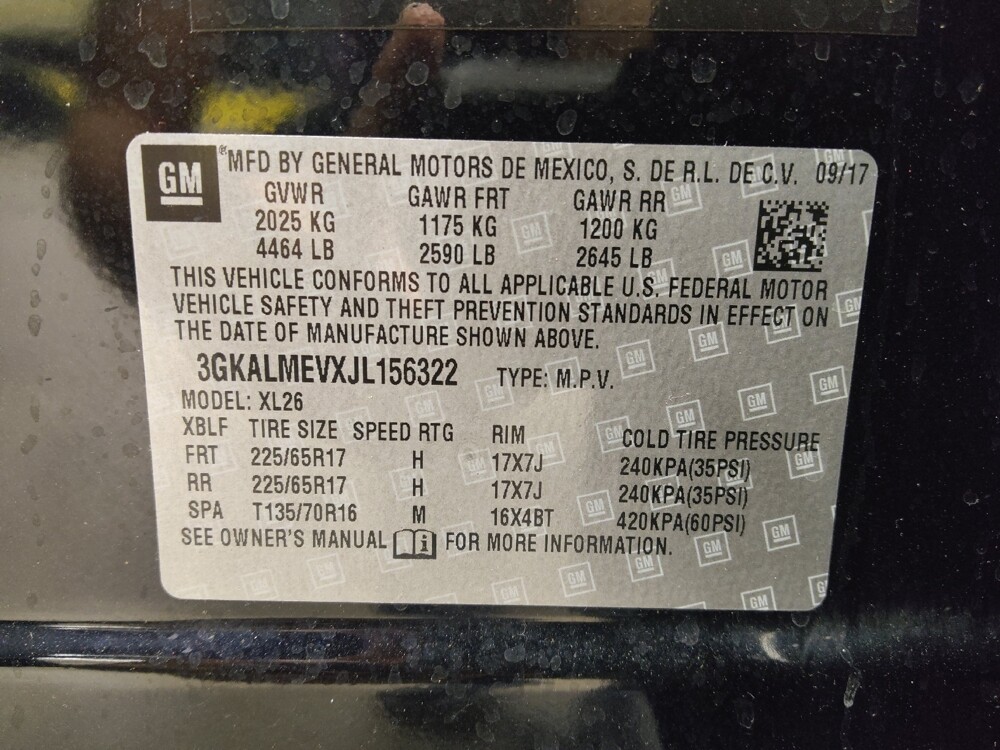 GM® MFD BY GENERAL MOTORS DE MEXICO, S. DE R.L. DE C.V. 09/17
GVWR GAWR FRT GAWR RR
2025 KG 1175 KG 1200 KG
4464 LB 2590 LB 2645 LB
THIS VEHICLE CONFORMS TO ALL APPLICABLE U.S. FEDERAL MOTOR
VEHICLE SAFETY AND THEFT PREVENTION STANDARDS IN EFFECT ON
THE DATE OF MANUFACTURE SHOWN ABOVE.
3GKALMEVXJL156322 TYPE: M.P.V.
MODEL: XL26
XBLF TIRE SIZE SPEED RTG RIM COLD TIRE PRESSURE
FRT 225/65R17 H 17X7J 240KPA(35PSI)
RR 225/65R17 H 17X7J 240KPA(35PSI)
SPA T135/70R16 M 16X4BT 420KPA(60PSI)
SEE OWNER'S MANUAL i FOR MORE INFORMATION.